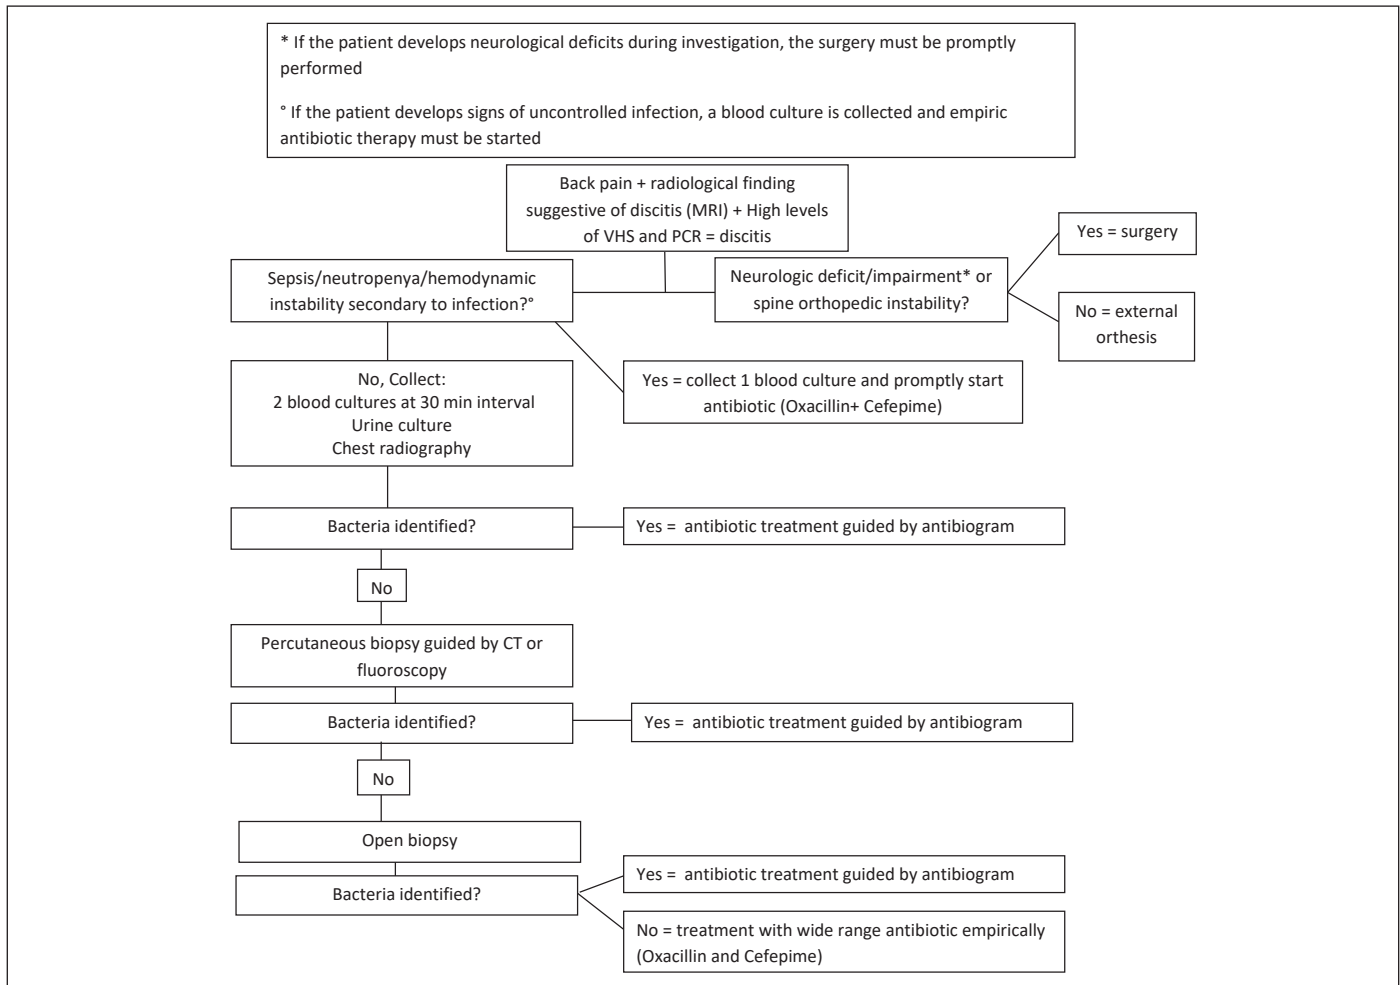 * If the patient develops neurological deficits during investigation, the surgery must be promptly
performed
° If the patient develops signs of uncontrolled infection, a blood culture is collected and empiric
antibiotic therapy must be started
Back pain + radiological finding
suggestive of discitis (MRI) + High levels
of VHS and PCR = discitis
Yes = surgery
Sepsis/neutropenya/hemodynamic
instability secondary to infection?°
Neurologic deficit/impairment* or
spine orthopedic instability?
No = external
orthesis
No, Collect:
2 blood cultures at 30 min interval
Urine culture
Chest radiography
Yes = collect 1 blood culture and promptly start
antibiotic (Oxacillin+ Cefepime)
Bacteria identified?
Yes = antibiotic treatment guided by antibiogram
No
Percutaneous biopsy guided by CT or
fluoroscopy
Bacteria identified?
Yes = antibiotic treatment guided by antibiogram
No
Open biopsy
Bacteria identified?
Yes = antibiotic treatment guided by antibiogram
No = treatment with wide range antibiotic empirically
(Oxacillin and Cefepime)